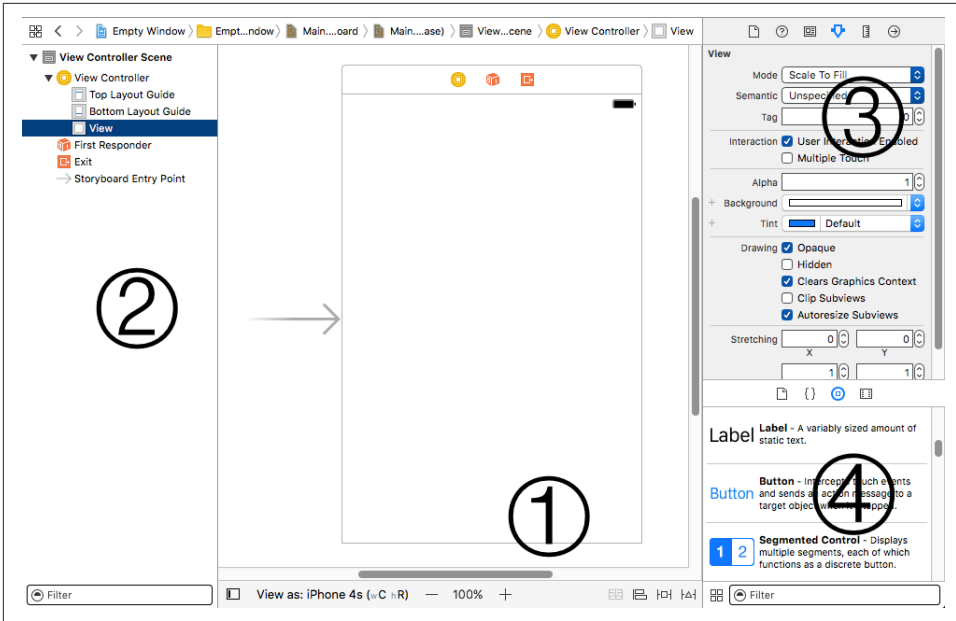 Empty Window
Empt...ndow)
Main....oard
Main....ase)
View...cene
View Controller
View
View Controller Scene
View Controller
Top Layout Guide
Bottom Layout Guide
View
First Responder
Exit
Storyboard Entry Point
②
Filter
①
View as: iPhone 4s (wC hR) — 100% +
View
Mode Scale To Fill
Semantic Unspecified
Tag 0
③
Interaction User Interaction Enabled
Multiple Touch
Alpha 1
+ Background
+ Tint Default
Drawing Opaque
Hidden
Clears Graphics Context
Clip Subviews
Autoresize Subviews
Stretching 0 0
X Y
1 1
{}
Label Label - A variably sized amount of
static text.
Button Button - Intercepts touch events
and sends an action message to a
target object when it's tapped.
④
1 2 Segmented Control - Displays
multiple segments, each of which
functions as a discrete button.
Filter